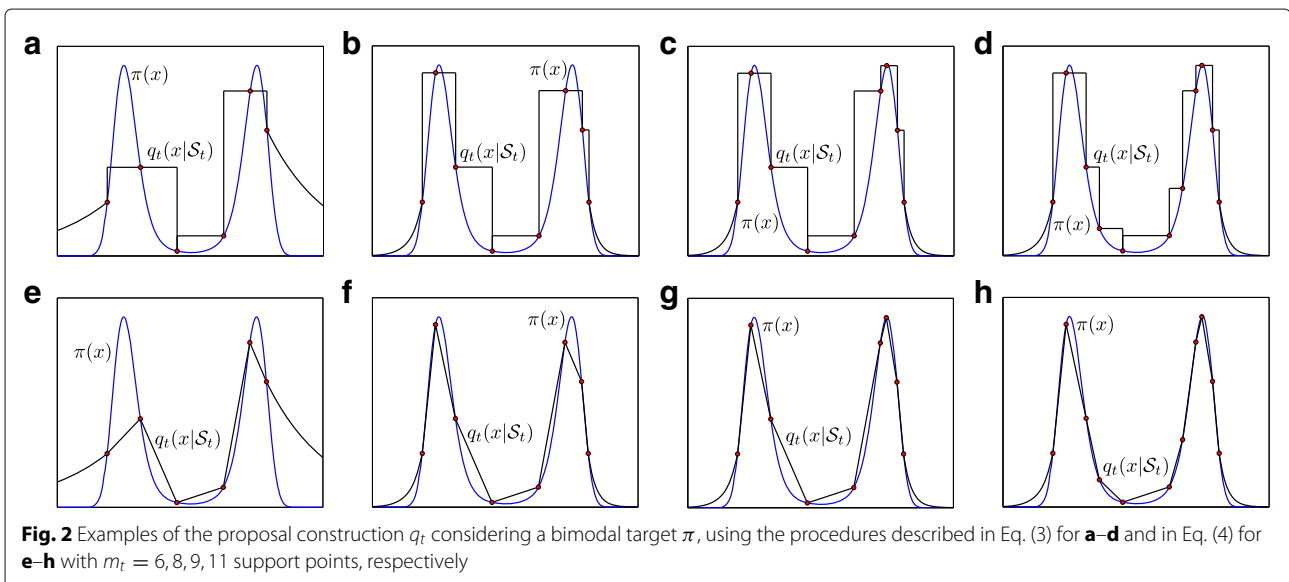 a b c d
π(x) π(x)
q_t(x|S_t) q_t(x|S_t) q_t(x|S_t) q_t(x|S_t)
π(x) π(x)
e f g h
π(x) π(x) π(x) π(x)
q_t(x|S_t) q_t(x|S_t) q_t(x|S_t) q_t(x|S_t)
Fig. 2 Examples of the proposal construction q_t considering a bimodal target π, using the procedures described in Eq. (3) for a–d and in Eq. (4) for
e–h with m_t = 6, 8, 9, 11 support points, respectively